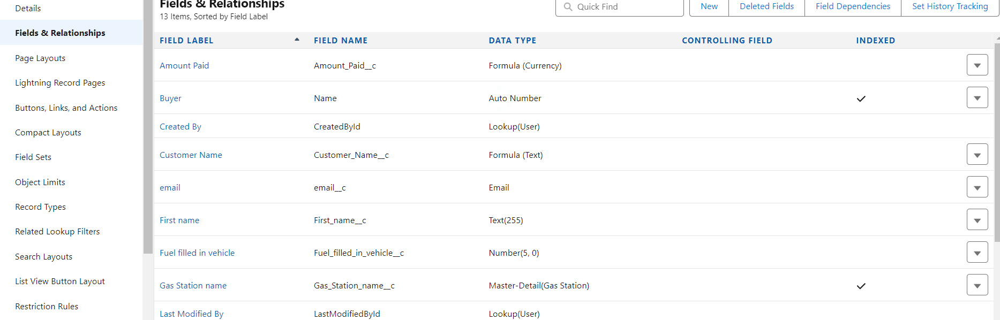 Details
Fields & Relationships
Page Layouts
Lightning Record Pages
Buttons, Links, and Actions
Compact Layouts
Field Sets
Object Limits
Record Types
Related Lookup Filters
Search Layouts
List View Button Layout
Restriction Rules
Fields & Relationships
13 Items, Sorted by Field Label
Quick Find
New
Deleted Fields
Field Dependencies
Set History Tracking
FIELD LABEL FIELD NAME DATA TYPE CONTROLLING FIELD INDEXED
Amount Paid Amount_Paid__c Formula (Currency)
Buyer Name Auto Number
Created By CreatedById Lookup(User)
Customer Name Customer_Name__c Formula (Text)
email email__c Email
First name First_name__c Text(255)
Fuel filled in vehicle Fuel_filled_in_vehicle__c Number(5, 0)
Gas Station name Gas_Station_name__c Master-Detail(Gas Station)
Last Modified By LastModifiedById Lookup(User)